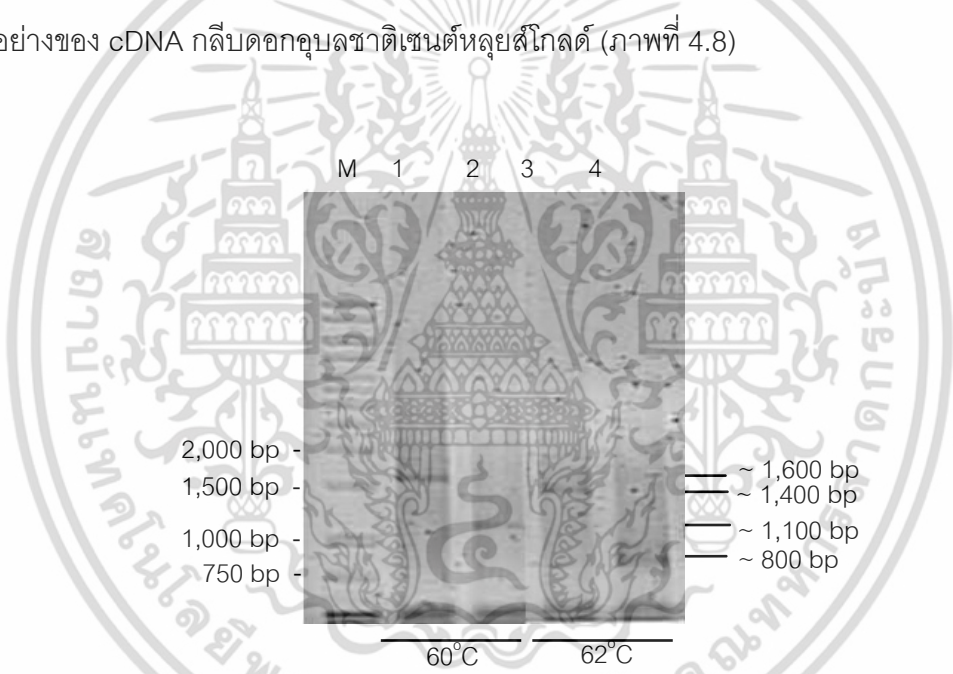 อย่างของ cDNA กลีบดอกอุบลชาติเซนต์หลุยส์โกลด์ (ภาพที่ 4.8)
M 1 2 3 4
2,000 bp -
1,500 bp -
1,000 bp -
750 bp -
~ 1,600 bp
~ 1,400 bp
~ 1,100 bp
~ 800 bp
60°C 62°C